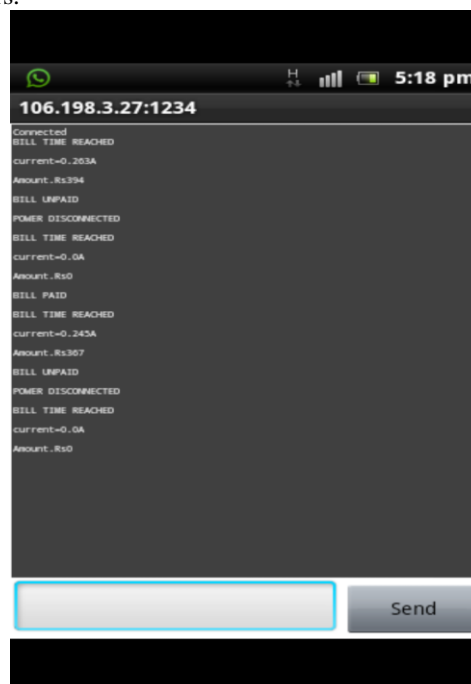 rs.
H
5:18 pm
106.198.3.27:1234
Connected
BILL TIME REACHED
current=0.263A
Amount.Rs394
BILL UNPAID
POWER DISCONNECTED
BILL TIME REACHED
current=0.0A
Amount.Rs0
BILL PAID
BILL TIME REACHED
current=0.245A
Amount.Rs367
BILL UNPAID
POWER DISCONNECTED
BILL TIME REACHED
current=0.0A
Amount.Rs0
Send